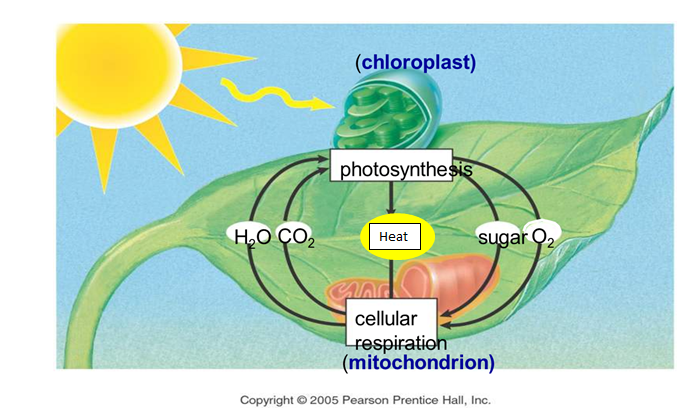 (chloroplast)
photosynthesis
H₂O CO₂
Heat
sugar O₂
cellular
respiration
(mitochondrion)
Copyright © 2005 Pearson Prentice Hall, Inc.